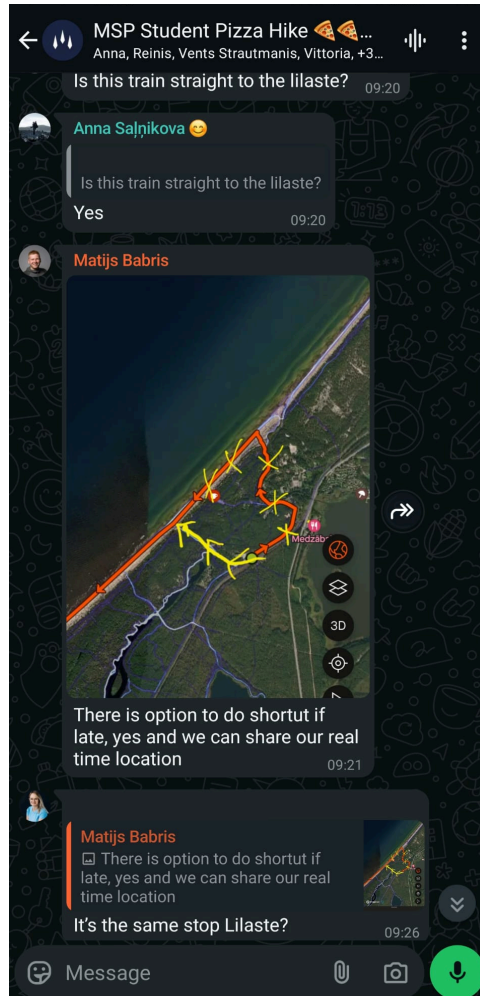 MSP Student Pizza Hike 🍕🍕...
Anna, Reinis, Vents Strautmanis, Vittoria, +3...
Is this train straight to the lilaste?
09:20
Anna Saļņikova 😊
Is this train straight to the lilaste?
Yes
09:20
Matijs Babris
3D
There is option to do shortut if
late, yes and we can share our real
time location
09:21
Matijs Babris
There is option to do shortut if
late, yes and we can share our real
time location
It’s the same stop Lilaste?
09:26
Message